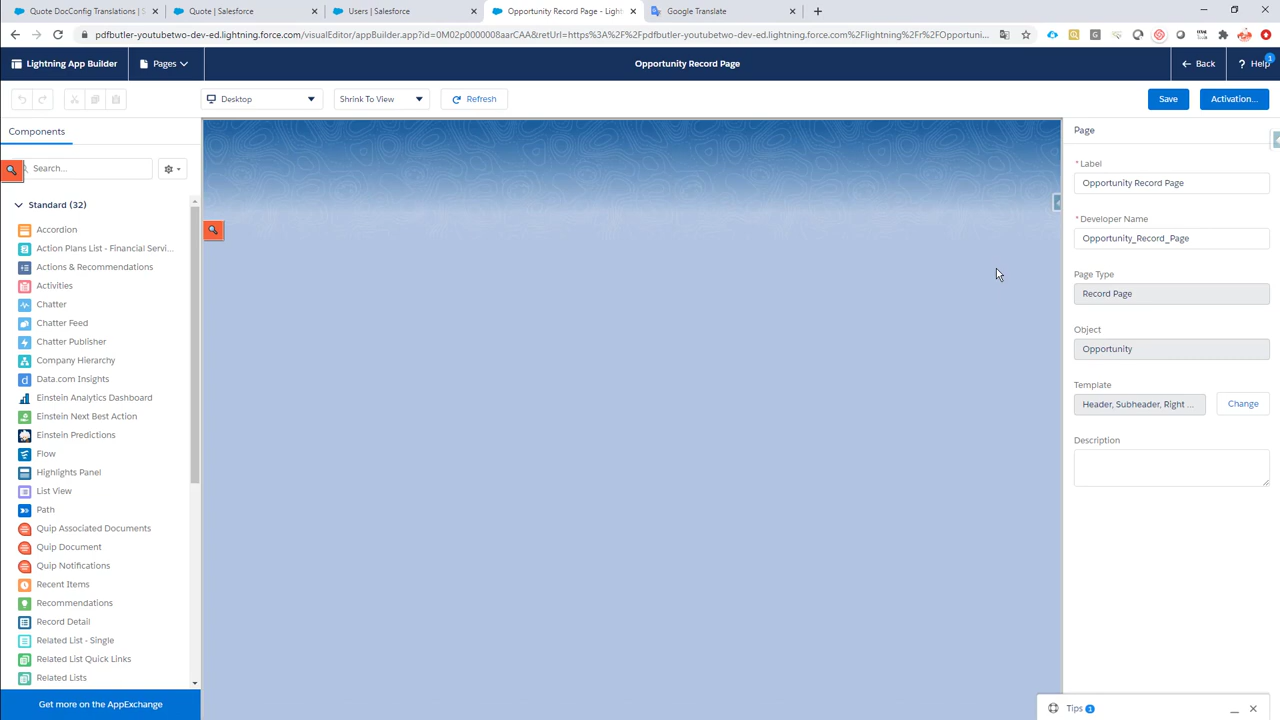 Quote DocConfig Translations | S
Quote | Salesforce
Users | Salesforce
Opportunity Record Page - Light
Google Translate
pdfbutler-youtubetwo-dev-ed.lightning.force.com/visualEditor/appBuilder.app?id=0M02p0000008aarCAA&retUrl=https%3A%2F%2Fpdfbutler-youtubetwo-dev-ed.lightning.force.com%2Flightning%2Fr%2FOpportuni...
Lightning App Builder
Pages
Opportunity Record Page
Back
Help
1
Desktop
Shrink To View
Refresh
Save
Activation...
Components
Page
Search...
* Label
Opportunity Record Page
Standard (32)
* Developer Name
Accordion
Opportunity_Record_Page
Action Plans List - Financial Servi...
Actions & Recommendations
Page Type
Activities
Record Page
Chatter
Chatter Feed
Object
Chatter Publisher
Opportunity
Company Hierarchy
Data.com Insights
Template
Einstein Analytics Dashboard
Header, Subheader, Right ...
Change
Einstein Next Best Action
Einstein Predictions
Description
Flow
Highlights Panel
List View
Path
Quip Associated Documents
Quip Document
Quip Notifications
Recent Items
Recommendations
Record Detail
Related List - Single
Related List Quick Links
Related Lists
Get more on the AppExchange
Tips
1